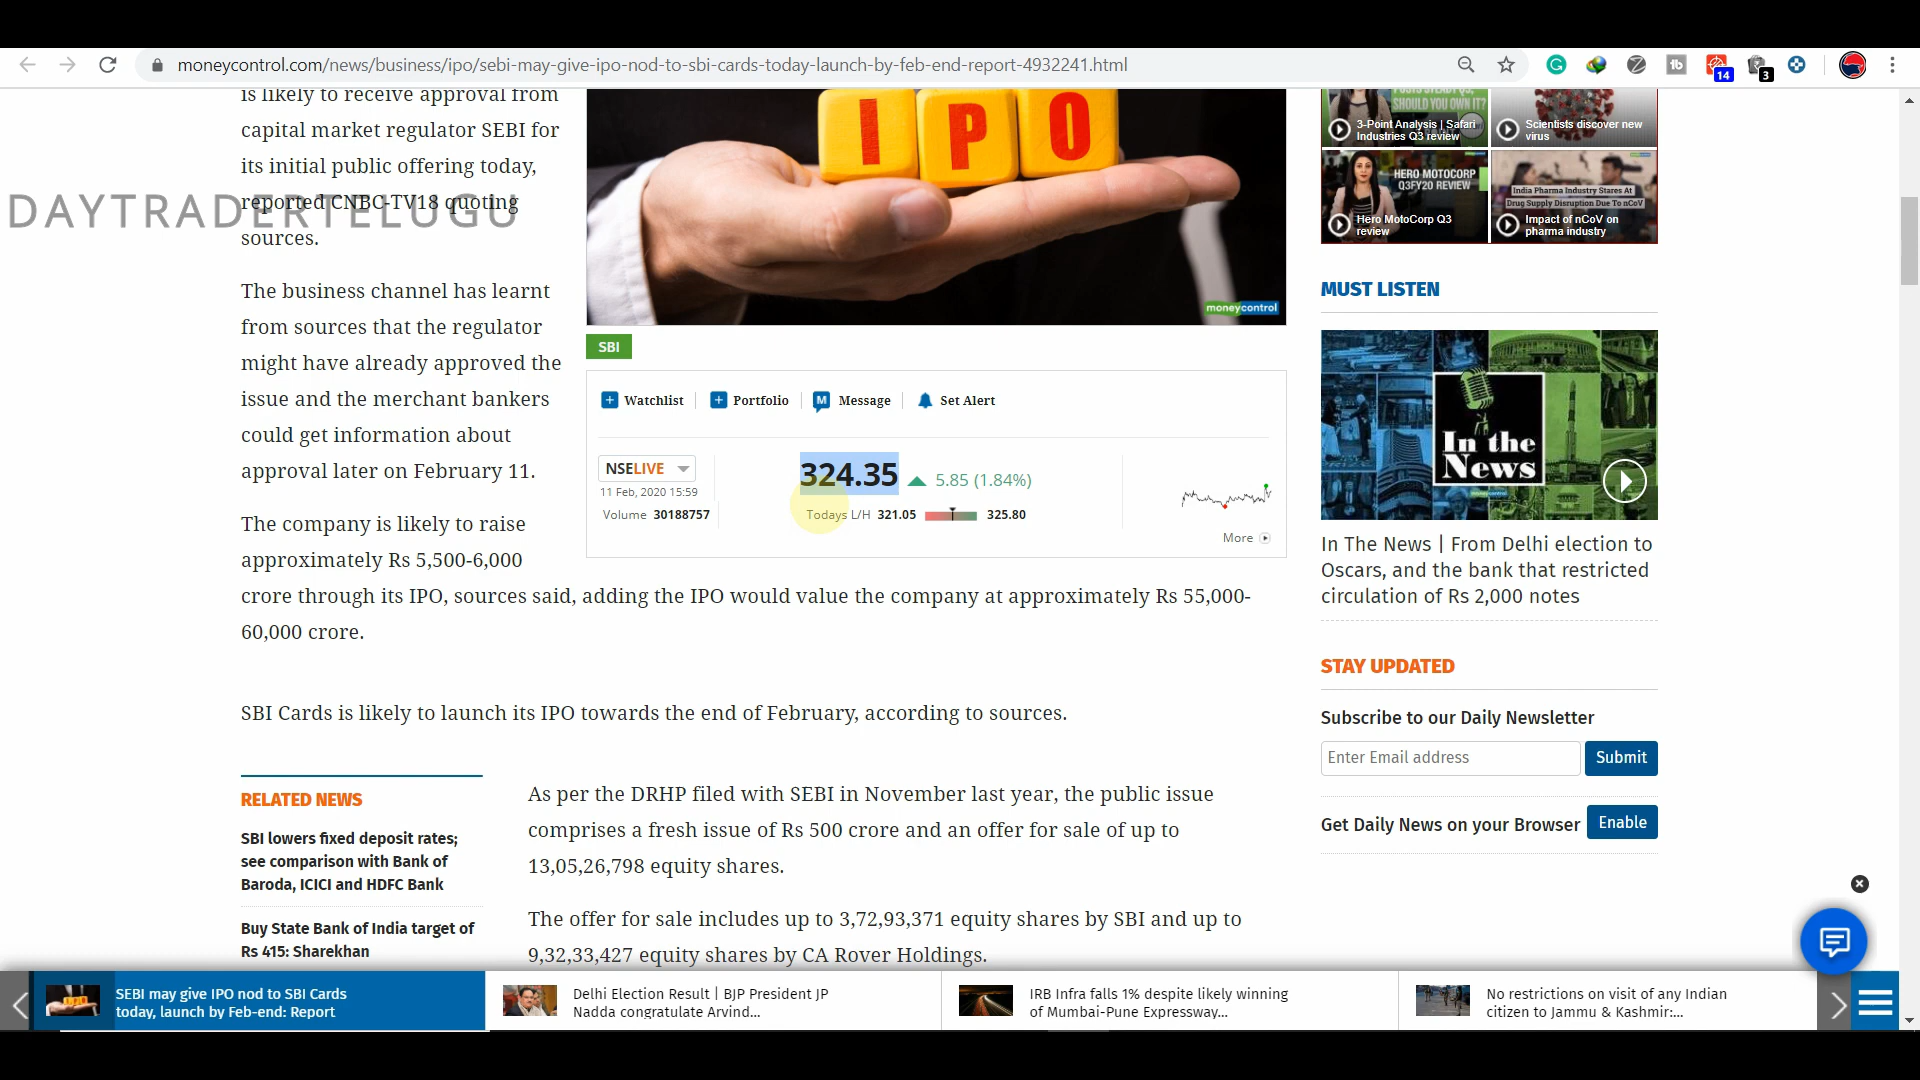 moneycontrol.com/news/business/ipo/sebi-may-give-ipo-nod-to-sbi-cards-today-launch-by-feb-end-report-4932241.html
14
3
is likely to receive approval from
capital market regulator SEBI for
its initial public offering today,
reported CNBC-TV18 quoting
sources.
DAYTRADERTELUGU
The business channel has learnt
from sources that the regulator
might have already approved the
issue and the merchant bankers
could get information about
approval later on February 11.
The company is likely to raise
approximately Rs 5,500-6,000
crore through its IPO, sources said, adding the IPO would value the company at approximately Rs 55,000-
60,000 crore.
IPO
moneycontrol
SBI
Watchlist
Portfolio
M
Message
Set Alert
NSELIVE
11 Feb, 2020 15:59
Volume 30188757
324.35
5.85 (1.84%)
Todays L/H 321.05
325.80
More
SBI Cards is likely to launch its IPO towards the end of February, according to sources.
RELATED NEWS
SBI lowers fixed deposit rates;
see comparison with Bank of
Baroda, ICICI and HDFC Bank
Buy State Bank of India target of
Rs 415: Sharekhan
As per the DRHP filed with SEBI in November last year, the public issue
comprises a fresh issue of Rs 500 crore and an offer for sale of up to
13,05,26,798 equity shares.
The offer for sale includes up to 3,72,93,371 equity shares by SBI and up to
9,32,33,427 equity shares by CA Rover Holdings.
SHOULD YOU OWN IT?
3-Point Analysis | Safari
Industries Q3 review
Scientists discover new
virus
HERO MOTOCORP
Q3FY20 REVIEW
Hero MotoCorp Q3
review
India Pharma Industry Stares At
Drug Supply Disruption Due To nCoV
Impact of nCoV on
pharma industry
MUST LISTEN
In the
News
moneycontrol
In The News | From Delhi election to
Oscars, and the bank that restricted
circulation of Rs 2,000 notes
STAY UPDATED
Subscribe to our Daily Newsletter
Enter Email address
Submit
Get Daily News on your Browser
Enable
SEBI may give IPO nod to SBI Cards
today, launch by Feb-end: Report
Delhi Election Result | BJP President JP
Nadda congratulate Arvind...
IRB Infra falls 1% despite likely winning
of Mumbai-Pune Expressway...
No restrictions on visit of any Indian
citizen to Jammu & Kashmir:...